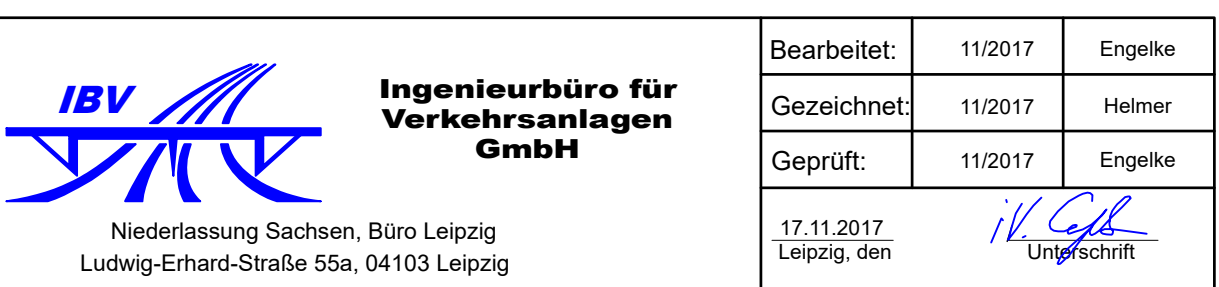 IBV
Ingenieurbüro für
Verkehrsanlagen
GmbH
Niederlassung Sachsen, Büro Leipzig
Ludwig-Erhard-Straße 55a, 04103 Leipzig
Bearbeitet: 11/2017 Engelke
Gezeichnet: 11/2017 Helmer
Geprüft: 11/2017 Engelke
17.11.2017 i.V.
Leipzig, den Unterschrift